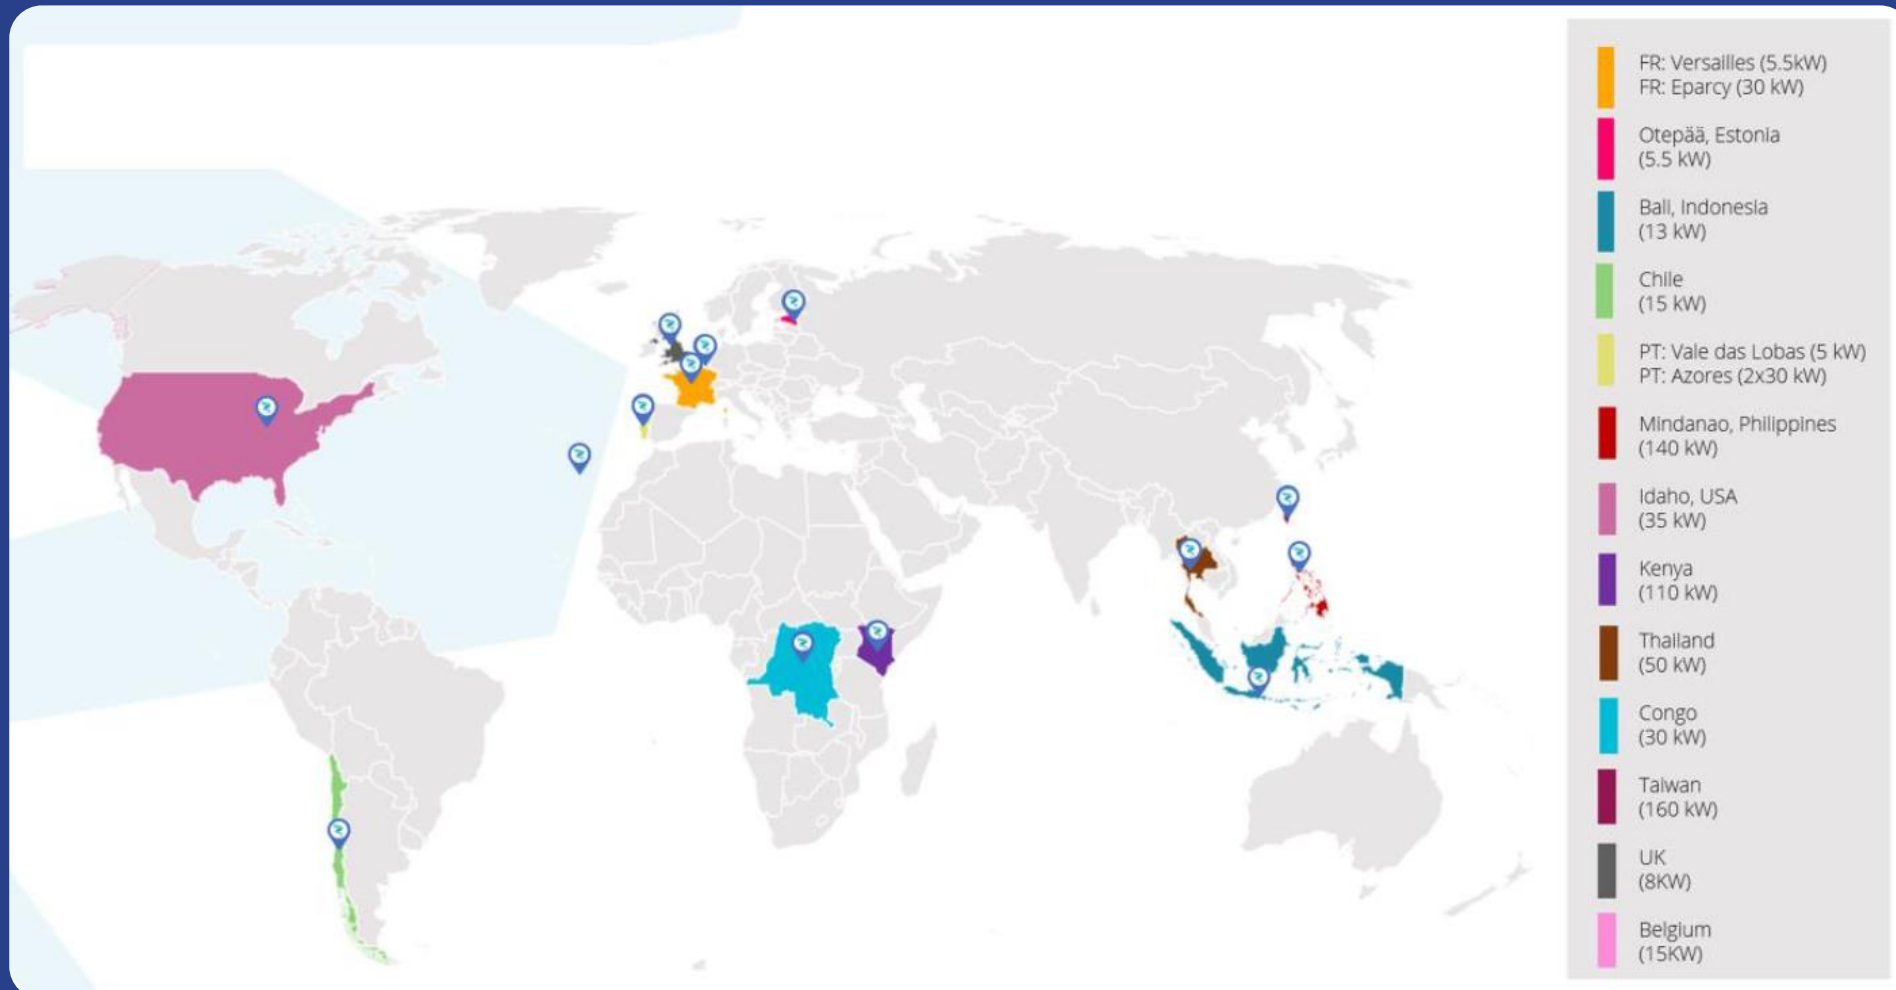 FR: Versailles (5.5kW)
FR: Eparcy (30 kW)
Otepää, Estonia
(5.5 kW)
Bali, Indonesia
(13 kW)
Chile
(15 kW)
PT: Vale das Lobas (5 kW)
PT: Azores (2x30 kW)
Mindanao, Philippines
(140 kW)
Idaho, USA
(35 kW)
Kenya
(110 kW)
Thailand
(50 kW)
Congo
(30 kW)
Taiwan
(160 kW)
UK
(8KW)
Belgium
(15KW)